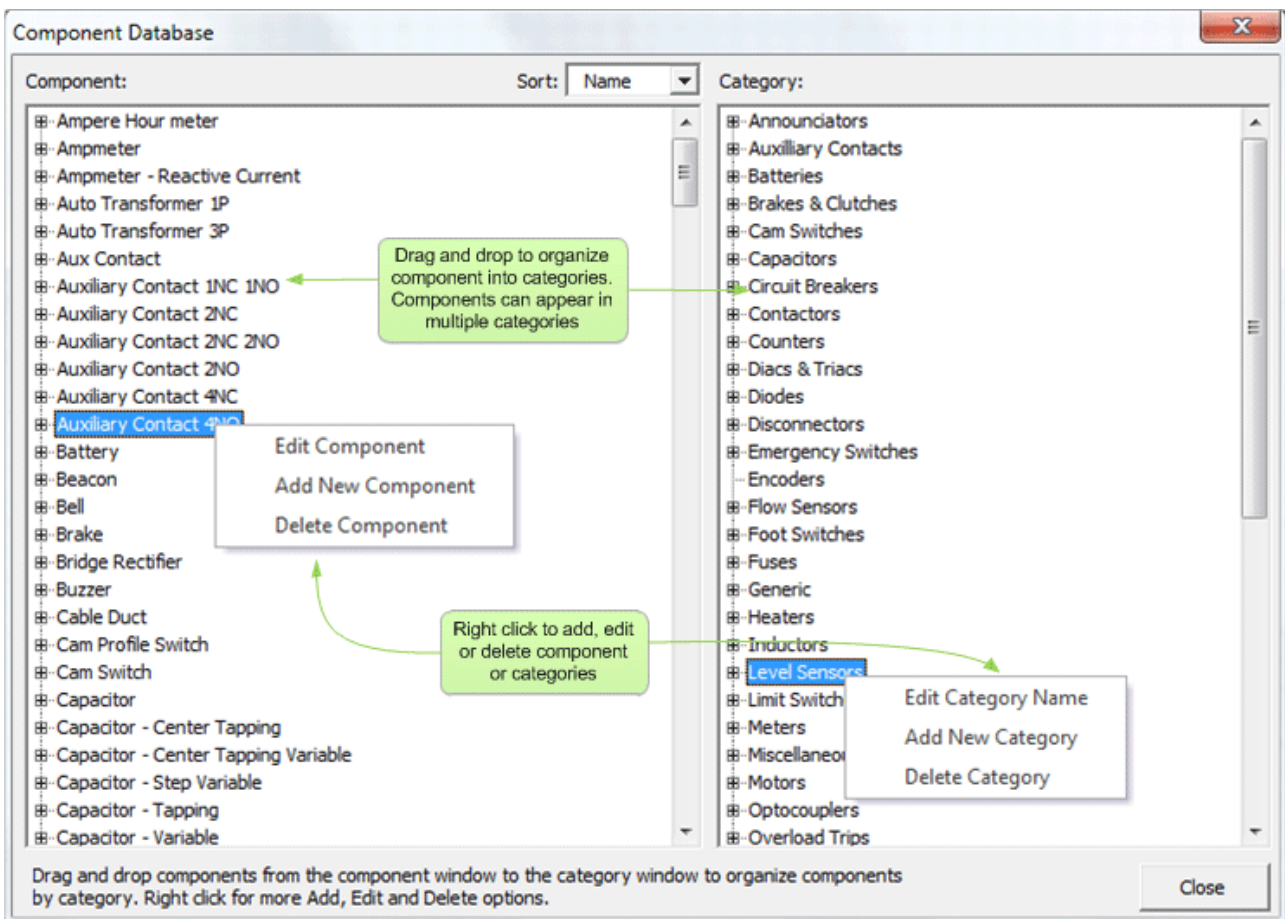 Component Database
Component:
Sort:
Name
Category:
Ampere Hour meter
Ampmeter
Ampmeter - Reactive Current
Auto Transformer 1P
Auto Transformer 3P
Aux Contact
Auxiliary Contact 1NC 1NO
Auxiliary Contact 2NC
Auxiliary Contact 2NC 2NO
Auxiliary Contact 2NO
Auxiliary Contact 4NC
Auxiliary Contact 4NO
Battery
Beacon
Bell
Brake
Bridge Rectifier
Buzzer
Cable Duct
Cam Profile Switch
Cam Switch
Capacitor
Capacitor - Center Tapping
Capacitor - Center Tapping Variable
Capacitor - Step Variable
Capacitor - Tapping
Capacitor - Variable
Edit Component
Add New Component
Delete Component
Drag and drop to organize
component into categories.
Components can appear in
multiple categories
Right click to add, edit
or delete component
or categories
Announciators
Auxilliary Contacts
Batteries
Brakes & Clutches
Cam Switches
Capacitors
Circuit Breakers
Contactors
Counters
Diacs & Triacs
Diodes
Disconnectors
Emergency Switches
Encoders
Flow Sensors
Foot Switches
Fuses
Generic
Heaters
Inductors
Level Sensors
Limit Switch
Meters
Miscellaneou
Motors
Optocouplers
Overload Trips
Edit Category Name
Add New Category
Delete Category
Drag and drop components from the component window to the category window to organize components
by category. Right click for more Add, Edit and Delete options.
Close